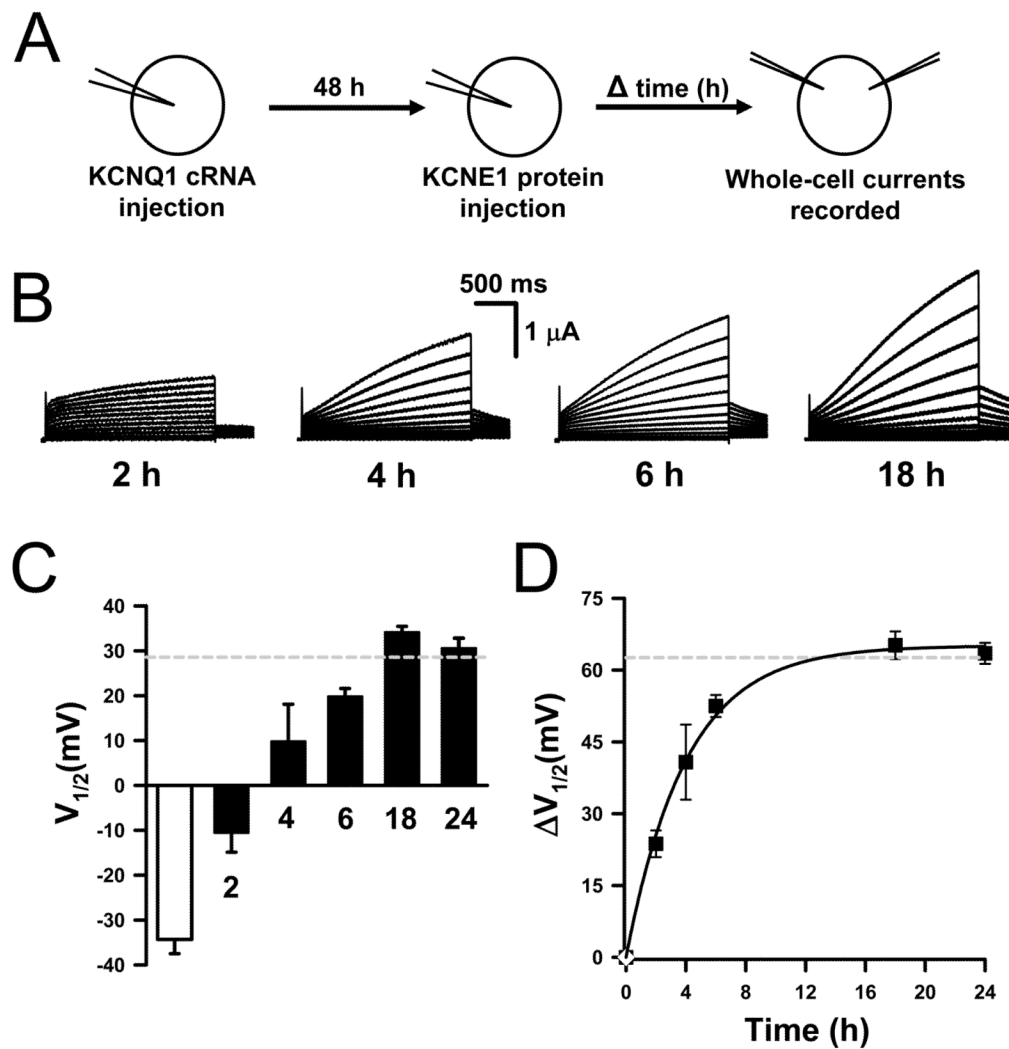 A
48 h
Δ time (h)
KCNQ1 cRNA
injection
KCNE1 protein
injection
Whole-cell currents
recorded
B
500 ms
1 μA
2 h
4 h
6 h
18 h
C
V1/2(mV)
40
30
20
10
0
-10
-20
-30
-40
2
4
6
18
24
D
ΔV1/2(mV)
75
60
45
30
15
0
0
4
8
12
16
20
24
Time (h)